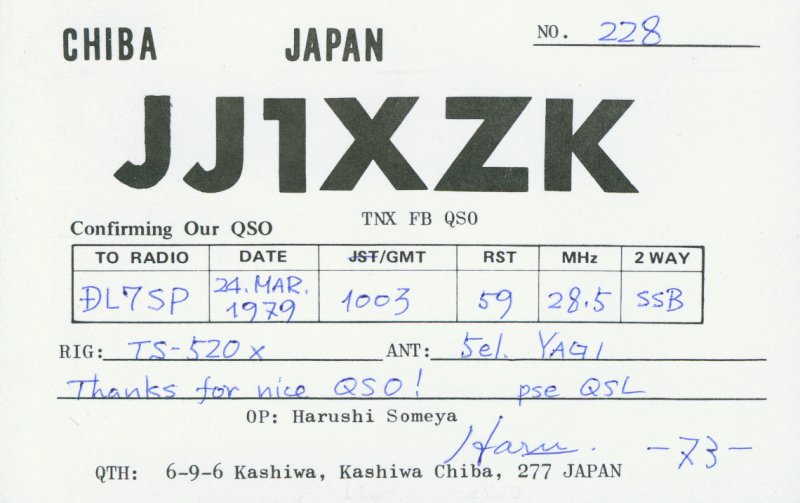 CHIBA JAPAN NO. 228
JJ1XZK
Confirming Our QSO TNX FB QSO
TO RADIO DATE JST/GMT RST MHz 2 WAY
DL7SP 24. MAR. 1979 1003 59 28.5 SSB
RIG: TS-520x ANT: 5el. YAGI
Thanks for nice QSO! pse QSL
OP: Harushi Someya
Haru. -73-
QTH: 6-9-6 Kashiwa, Kashiwa Chiba, 277 JAPAN